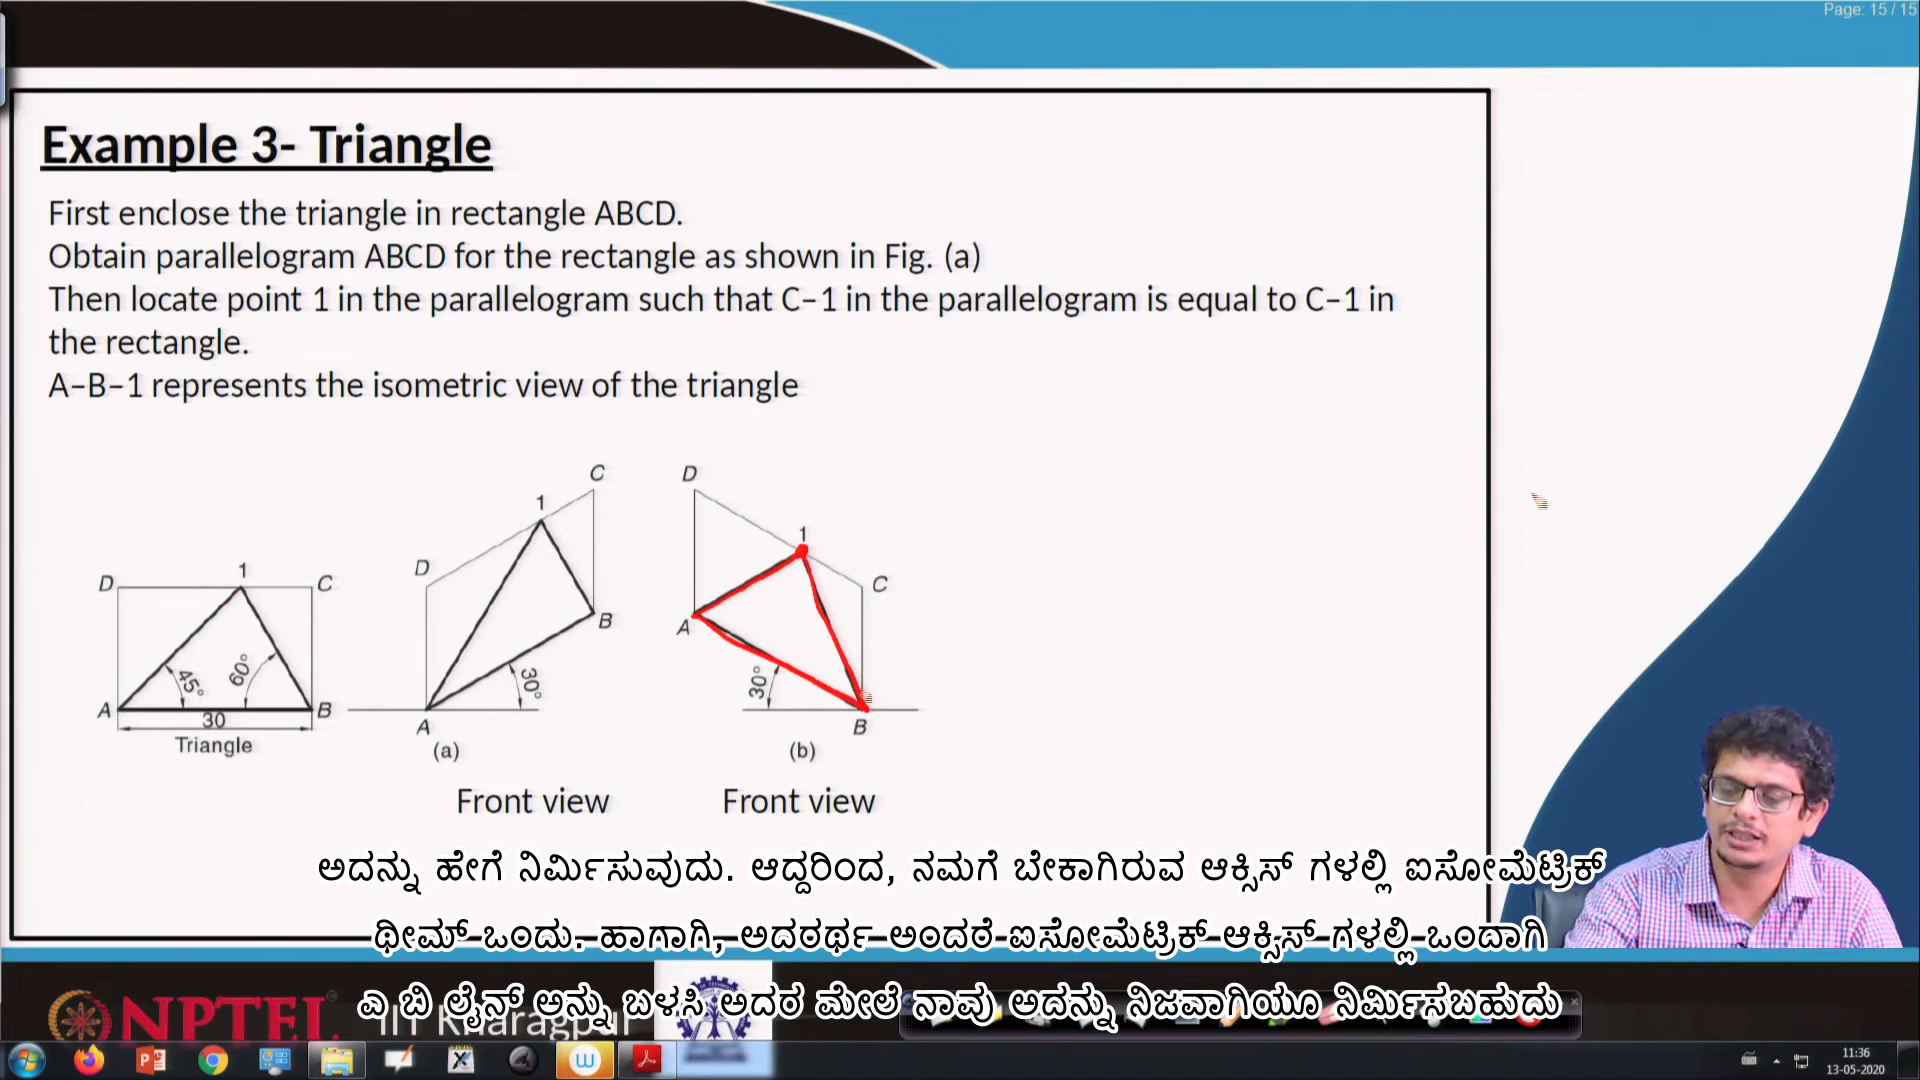 Page: 15 / 15
Example 3- Triangle
First enclose the triangle in rectangle ABCD.
Obtain parallelogram ABCD for the rectangle as shown in Fig. (a)
Then locate point 1 in the parallelogram such that C–1 in the parallelogram is equal to C–1 in
the rectangle.
A–B–1 represents the isometric view of the triangle
D 1 C
A 45° 60° B
30
Triangle
C
1
D
B
30°
A
(a)
D
1
C
A
30°
B
(b)
Front view Front view
ಅದನ್ನು ಹೇಗೆ ನಿರ್ಮಿಸುವುದು. ಆದ್ದರಿಂದ, ನಮಗೆ ಬೇಕಾಗಿರುವ ಆಕ್ಸಿಸ್ ಗಳಲ್ಲಿ ಐಸೋಮೆಟ್ರಿಕ್
ಥೀಮ್ ಒಂದು. ಹಾಗಾಗಿ, ಅದರರ್ಥ ಅಂದರೆ ಐಸೋಮೆಟ್ರಿಕ್ ಆಕ್ಸಿಸ್ ಗಳಲ್ಲಿ ಒಂದಾಗಿ
ಎ ಬಿ ಲೈನ್ ಅನ್ನು ಬಳಸಿ ಅದರ ಮೇಲೆ ನಾವು ಅದನ್ನು ನಿಜವಾಗಿಯೂ ನಿರ್ಮಿಸಬಹುದು
NPTEL IIT Kharagpur
11:36
13-05-2020